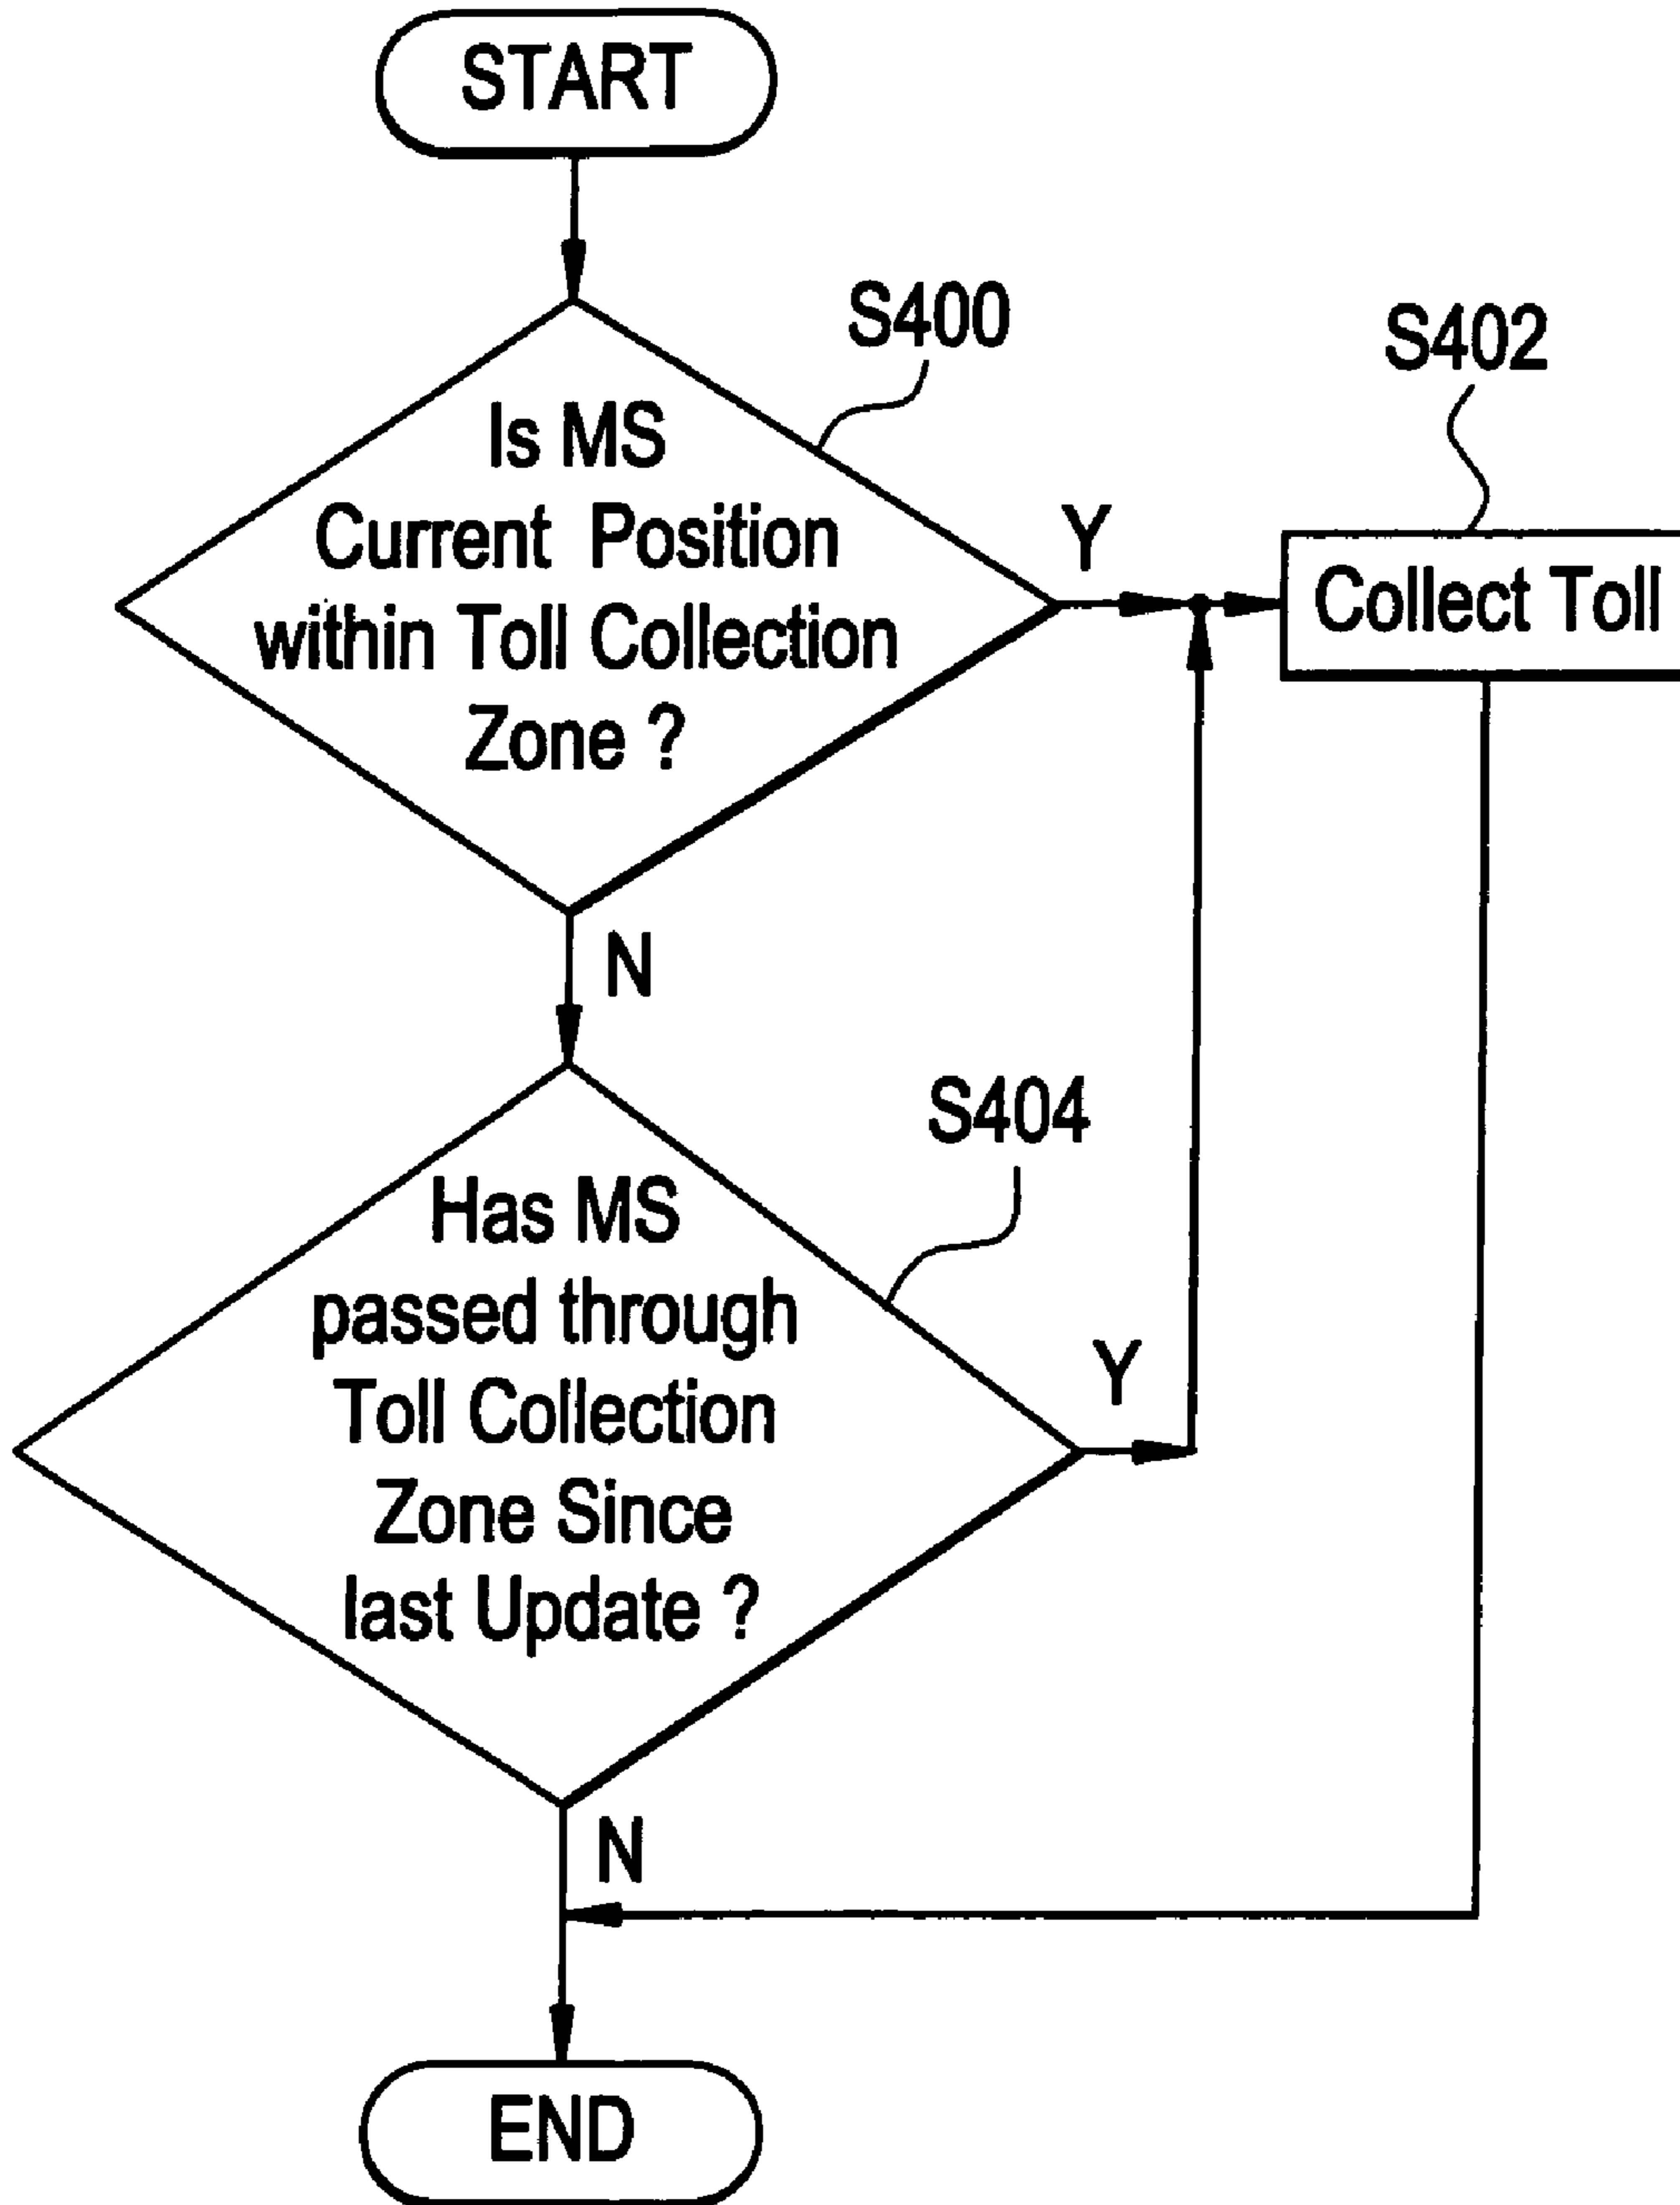 START
S400
S402
Is MS
Current Position
within Toll Collection
Zone ?
Y
Collect Toll
N
S404
Has MS
passed through
Toll Collection
Zone Since
last Update ?
Y
N
END